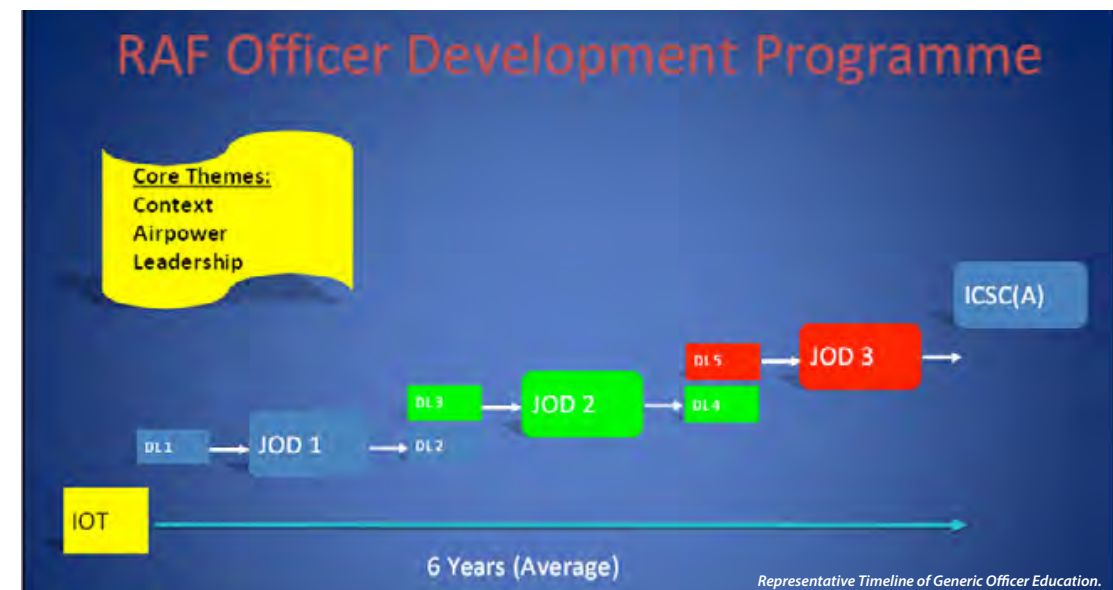 RAF Officer Development Programme
Core Themes:
Context
Airpower
Leadership
ICSC(A)
DL5
JOD 3
DL3
JOD 2
DL4
DL1
JOD 1
DL2
IOT
6 Years (Average)
Representative Timeline of Generic Officer Education.